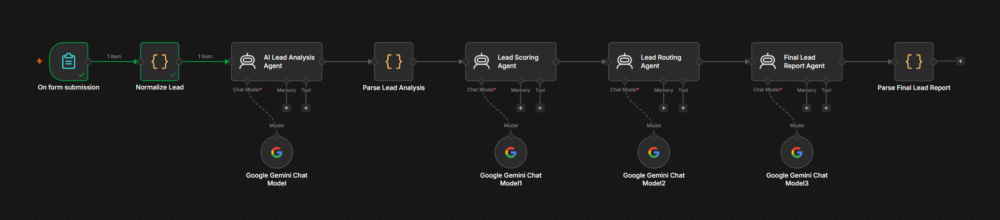 1 item
1 item
AI Lead Analysis
Agent
Lead Scoring
Agent
Lead Routing
Agent
Final Lead
Report Agent
On form submission
Normalize Lead
Parse Lead Analysis
Parse Final Lead Report
Chat Model*
Memory
Tool
Chat Model*
Memory
Tool
Chat Model*
Memory
Tool
Chat Model*
Memory
Tool
Model
Model
Model
Model
Google Gemini Chat
Model
Google Gemini Chat
Model1
Google Gemini Chat
Model2
Google Gemini Chat
Model3